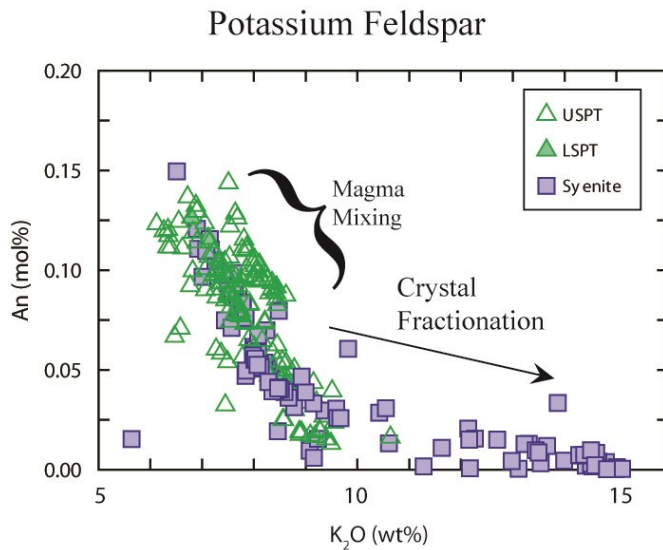 Potassium Feldspar
0.20
0.15
0.10
0.05
0.00
An (mol%)
USPT
LSPT
Syenite
Magma
Mixing
Crystal
Fractionation
5
10
15
K₂O (wt%)